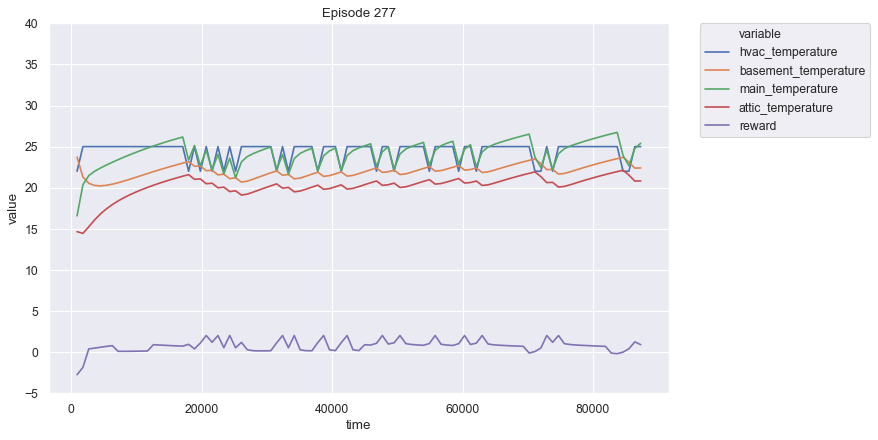 Episode 277
40
35
30
25
20
15
10
5
0
−5
value
0
20000
40000
60000
80000
time
variable
hvac_temperature
basement_temperature
main_temperature
attic_temperature
reward